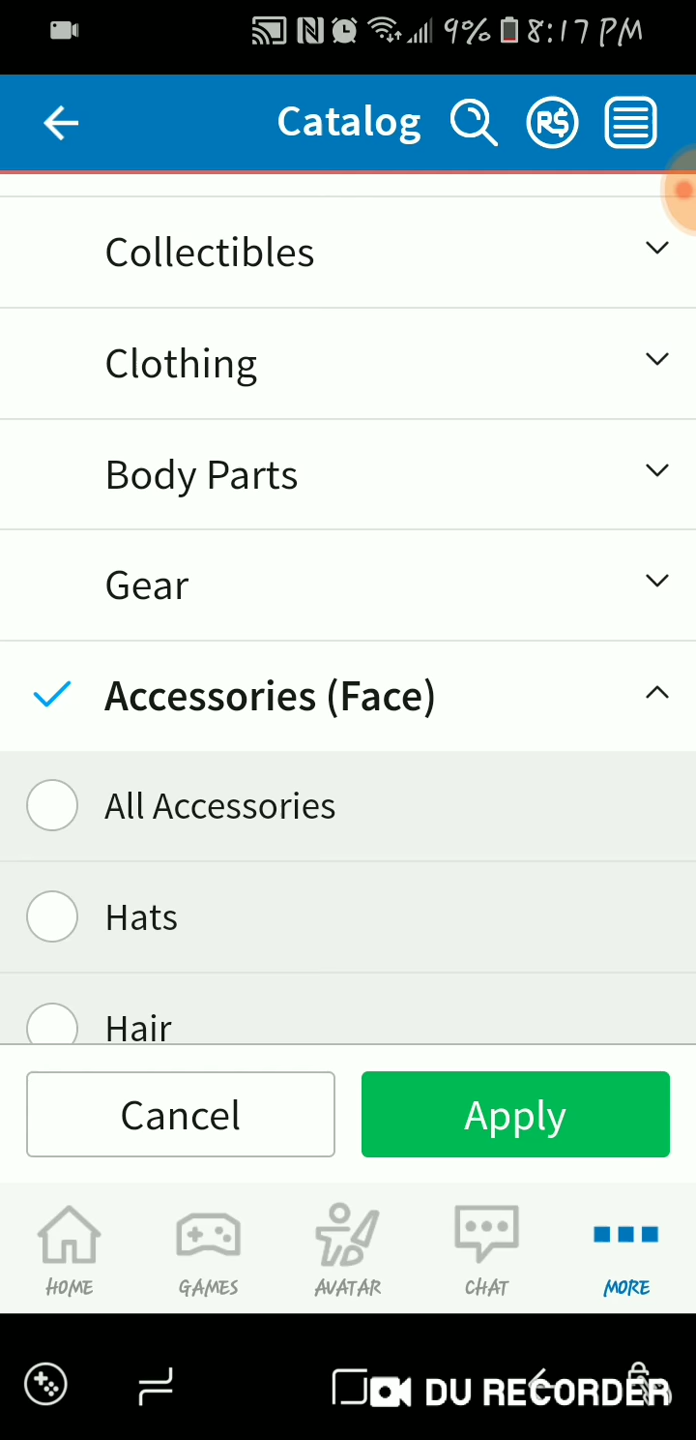 9% 8:17 PM
Catalog R$
Collectibles
Clothing
Body Parts
Gear
Accessories (Face)
All Accessories
Hats
Hair
Cancel Apply
HOME GAMES AVATAR CHAT MORE
DU RECORDER